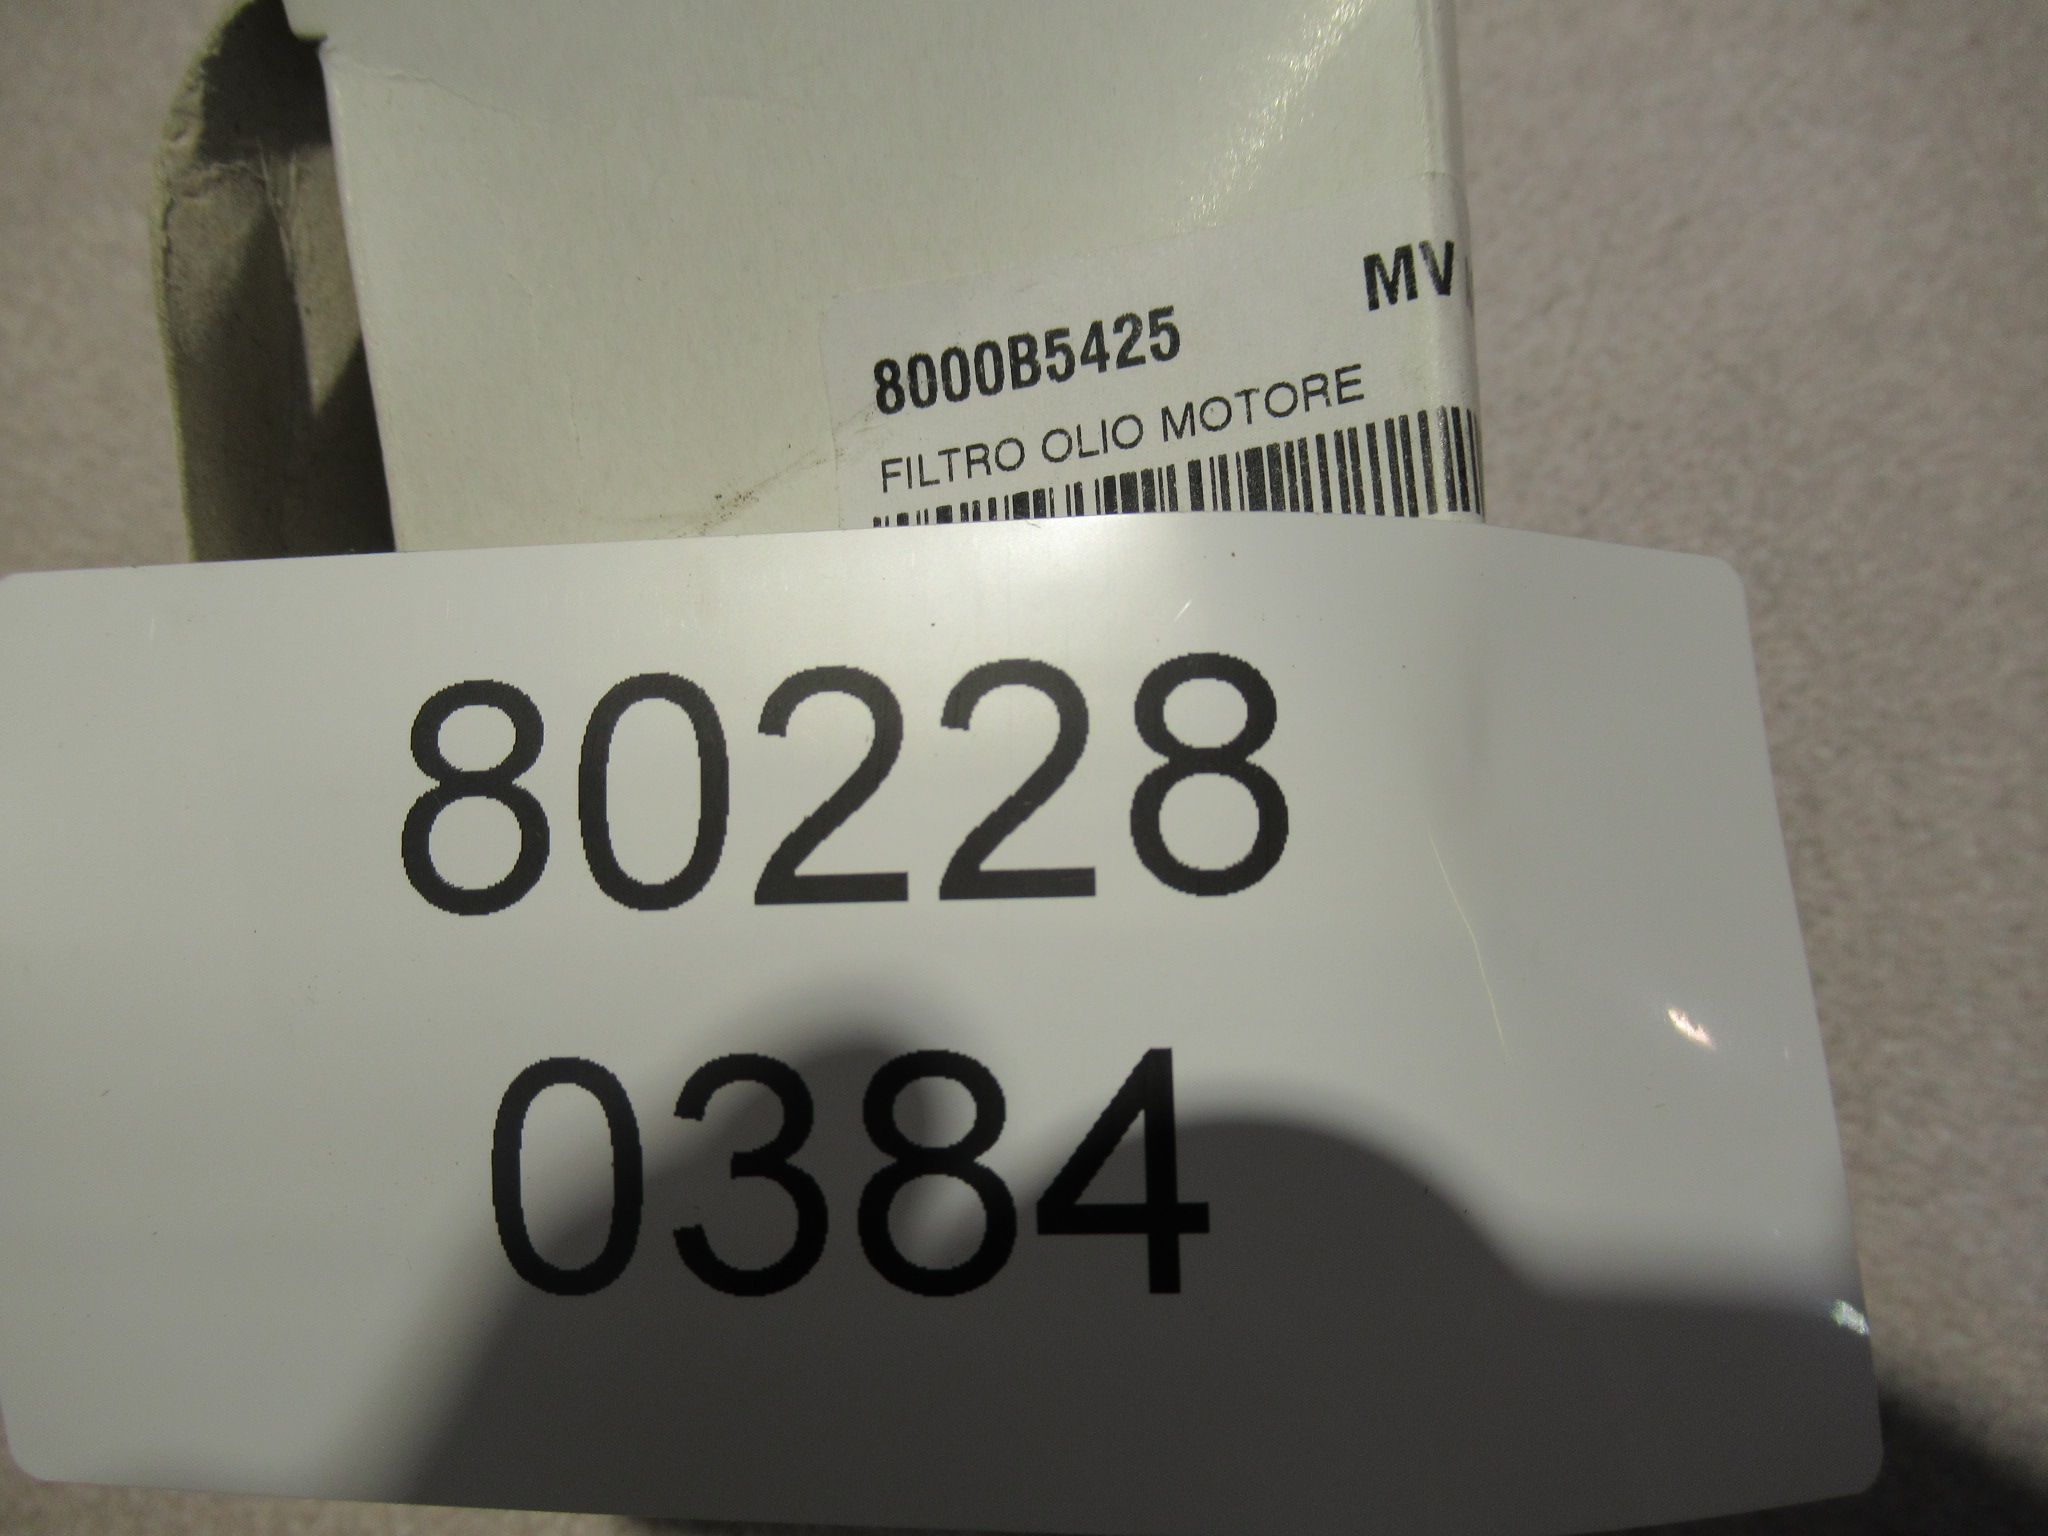 MV
8000B5425
FILTRO OLIO MOTORE
80228
0384